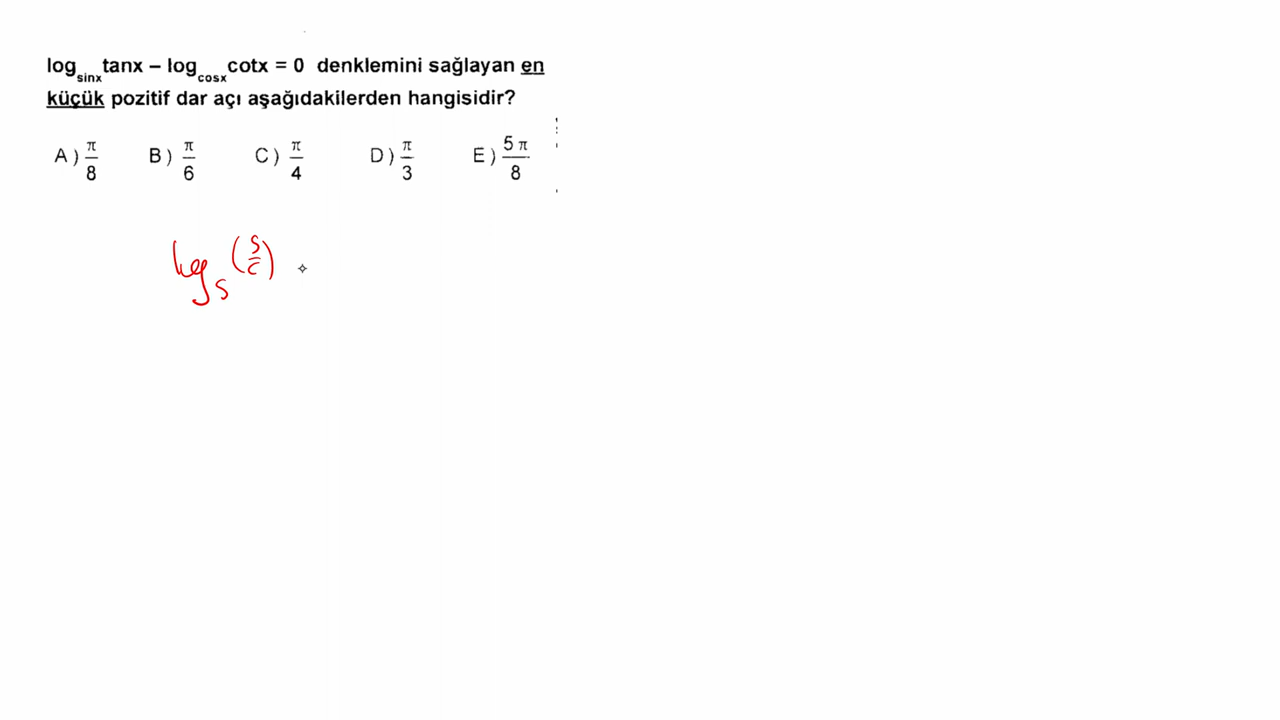 log_sinx tanx – log_cosx cotx = 0 denklemini sağlayan en
küçük pozitif dar açı aşağıdakilerden hangisidir?
A) π/8 B) π/6 C) π/4 D) π/3 E) 5π/8
log_s (s/c)